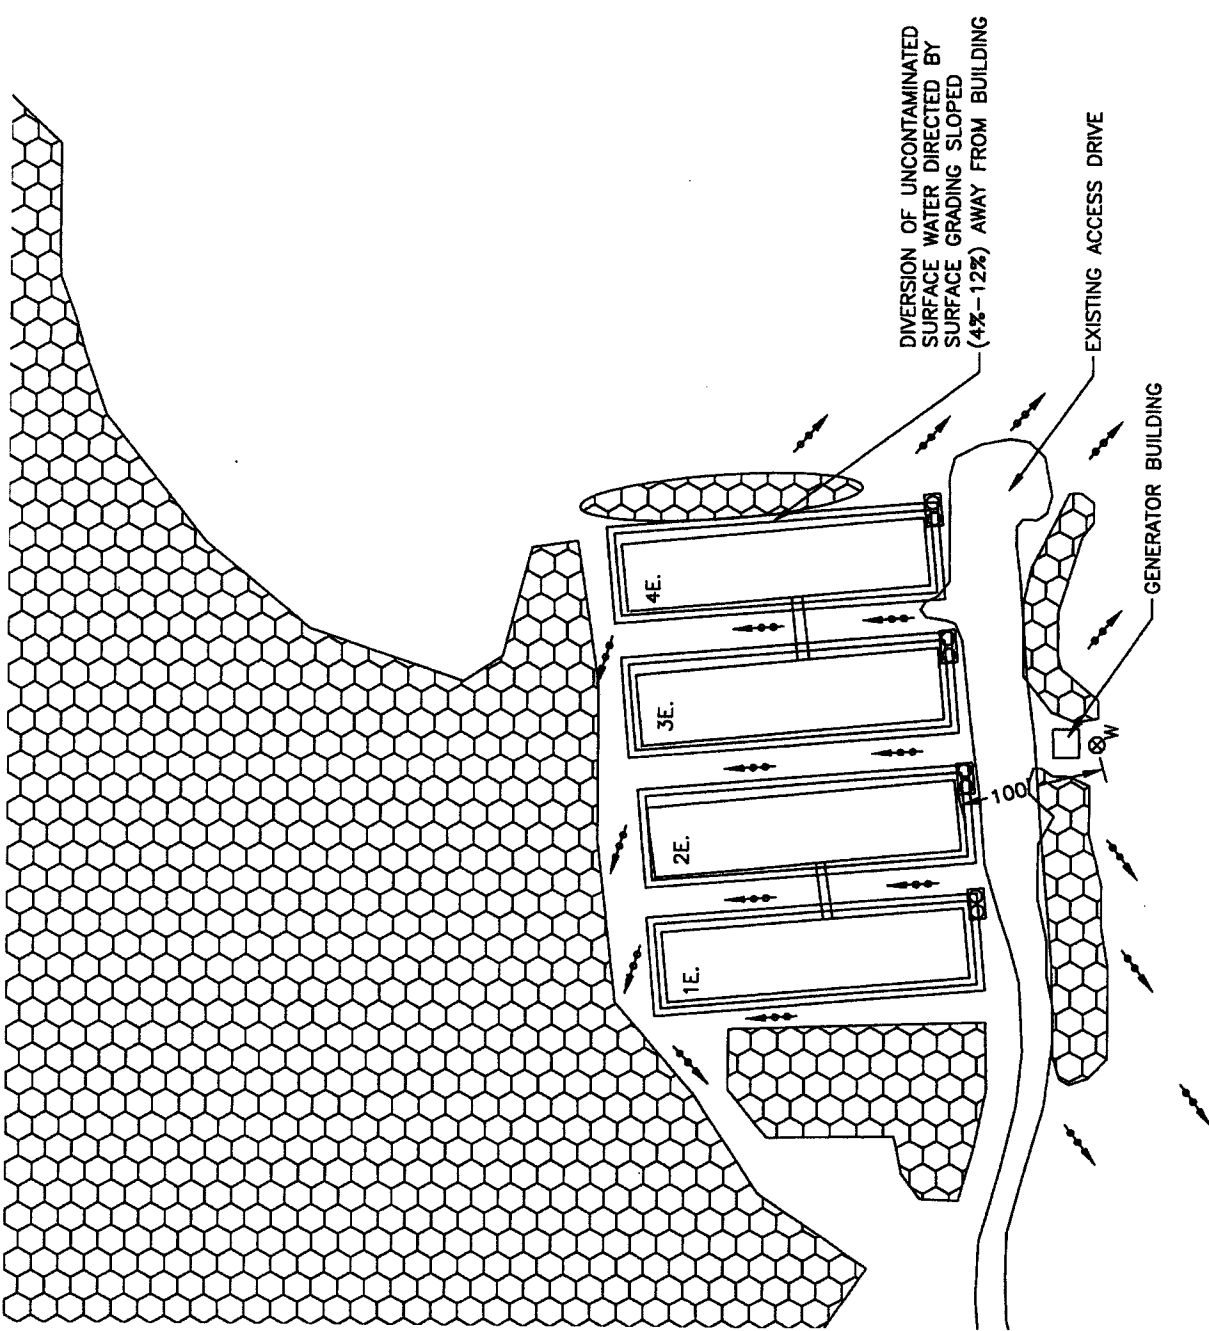 DIVERSION OF UNCONTAMINATED
SURFACE WATER DIRECTED BY
SURFACE GRADING SLOPED
(4%-12%) AWAY FROM BUILDING
EXISTING ACCESS DRIVE
GENERATOR BUILDING
4E.
3E.
2E.
1E.
100'
W